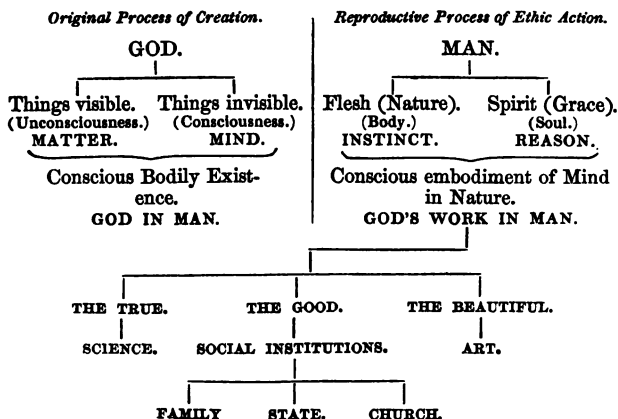 Original Process of Creation.
GOD.
Things visible. Things invisible.
(Unconsciousness.) (Consciousness.)
MATTER. MIND.
Conscious Bodily Exist-
ence.
GOD IN MAN.
Reproductive Process of Ethic Action.
MAN.
Flesh (Nature). Spirit (Grace).
(Body.) (Soul.)
INSTINCT. REASON.
Conscious embodiment of Mind
in Nature.
GOD'S WORK IN MAN.
THE TRUE. THE GOOD. THE BEAUTIFUL.
SCIENCE. SOCIAL INSTITUTIONS. ART.
FAMILY STATE. CHURCH.